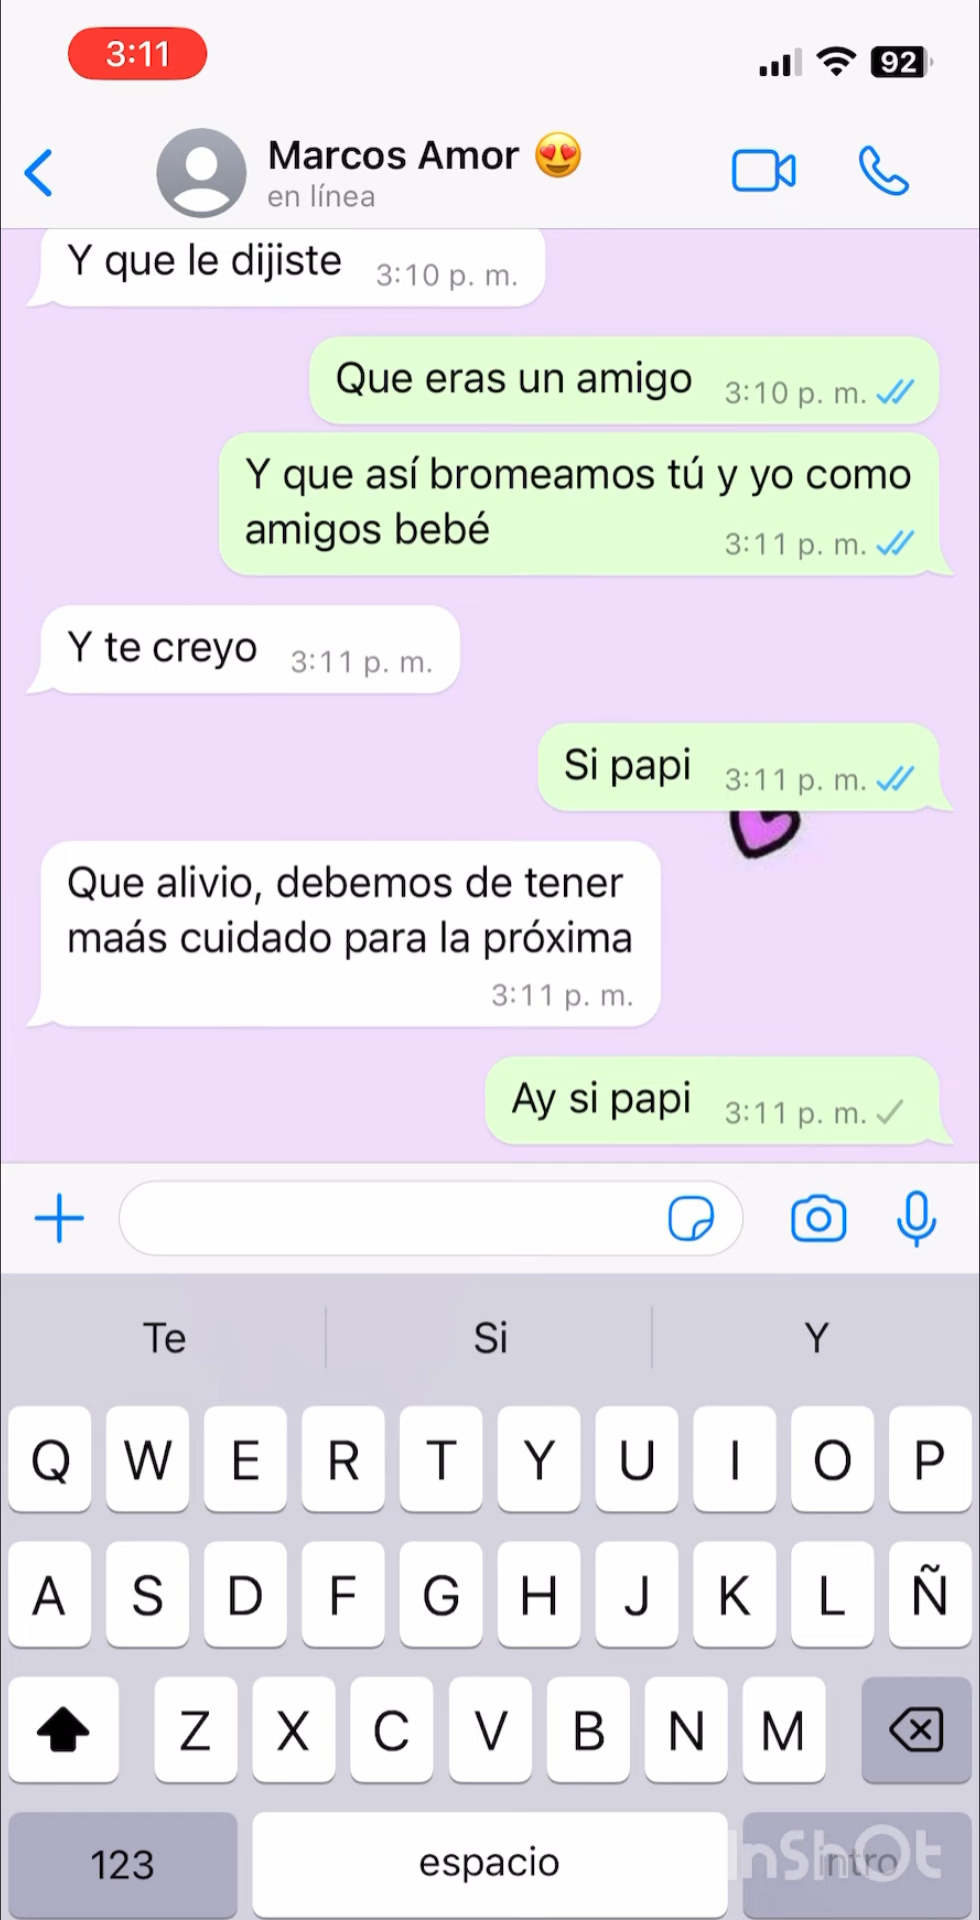 3:11
92
Marcos Amor 😍
en línea
Y que le dijiste 3:10 p. m.
Que eras un amigo 3:10 p. m.
Y que así bromeamos tú y yo como
amigos bebé 3:11 p. m.
Y te creyo 3:11 p. m.
Si papi 3:11 p. m.
Que alivio, debemos de tener
maás cuidado para la próxima
3:11 p. m.
Ay si papi 3:11 p. m.
Te Si Y
Q W E R T Y U I O P
A S D F G H J K L Ñ
Z X C V B N M
123 espacio intro
InShOt